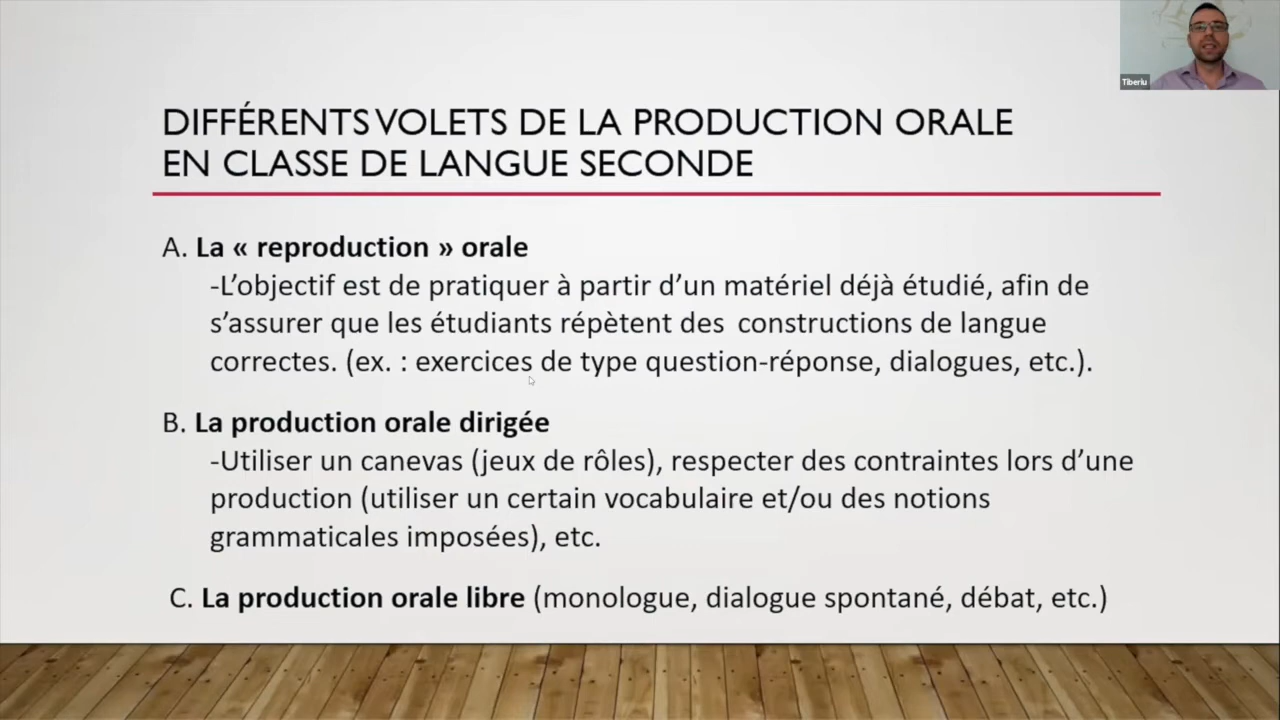 Tiberiu
DIFFÉRENTS VOLETS DE LA PRODUCTION ORALE
EN CLASSE DE LANGUE SECONDE
A. La « reproduction » orale
-L’objectif est de pratiquer à partir d’un matériel déjà étudié, afin de
s’assurer que les étudiants répètent des constructions de langue
correctes. (ex. : exercices de type question-réponse, dialogues, etc.).
B. La production orale dirigée
-Utiliser un canevas (jeux de rôles), respecter des contraintes lors d’une
production (utiliser un certain vocabulaire et/ou des notions
grammaticales imposées), etc.
C. La production orale libre (monologue, dialogue spontané, débat, etc.)